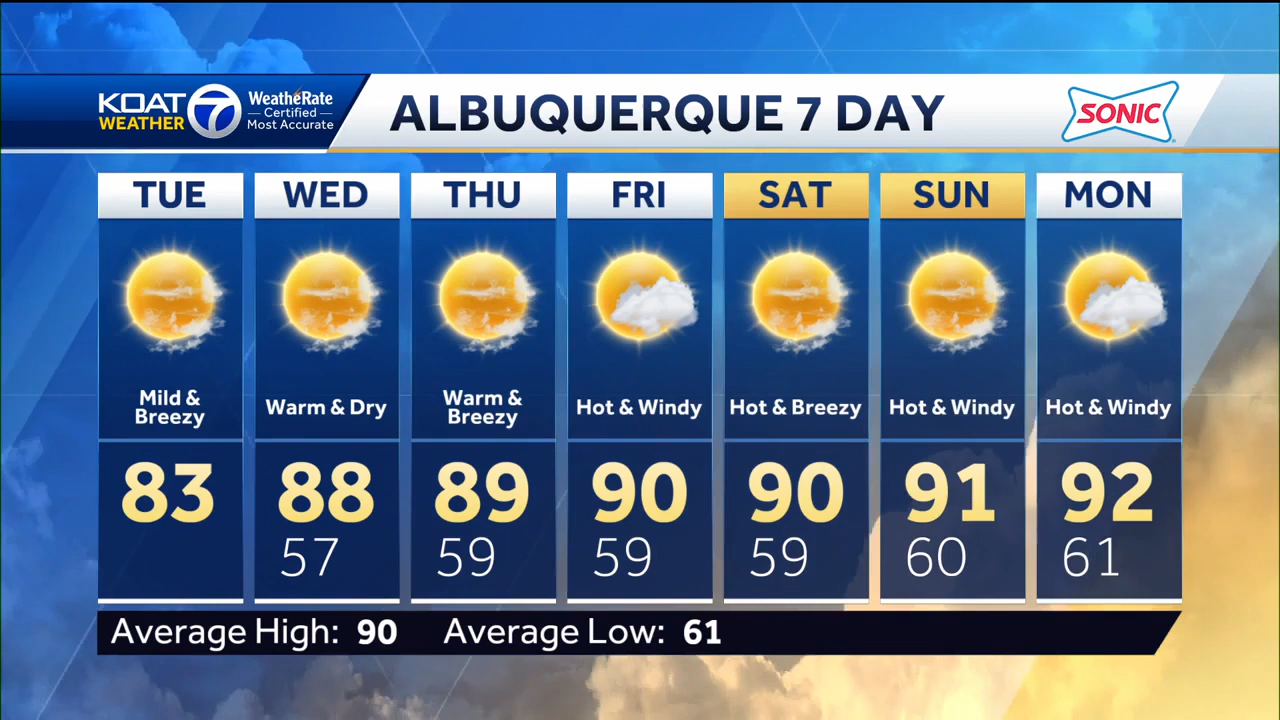 KOAT
WEATHER
7
WeatheRate
Certified
Most Accurate
ALBUQUERQUE 7 DAY
SONIC
TUE
WED
THU
FRI
SAT
SUN
MON
Mild &
Breezy
Warm & Dry
Warm &
Breezy
Hot & Windy
Hot & Breezy
Hot & Windy
Hot & Windy
83
88
89
90
90
91
92
57
59
59
59
60
61
Average High: 90
Average Low: 61